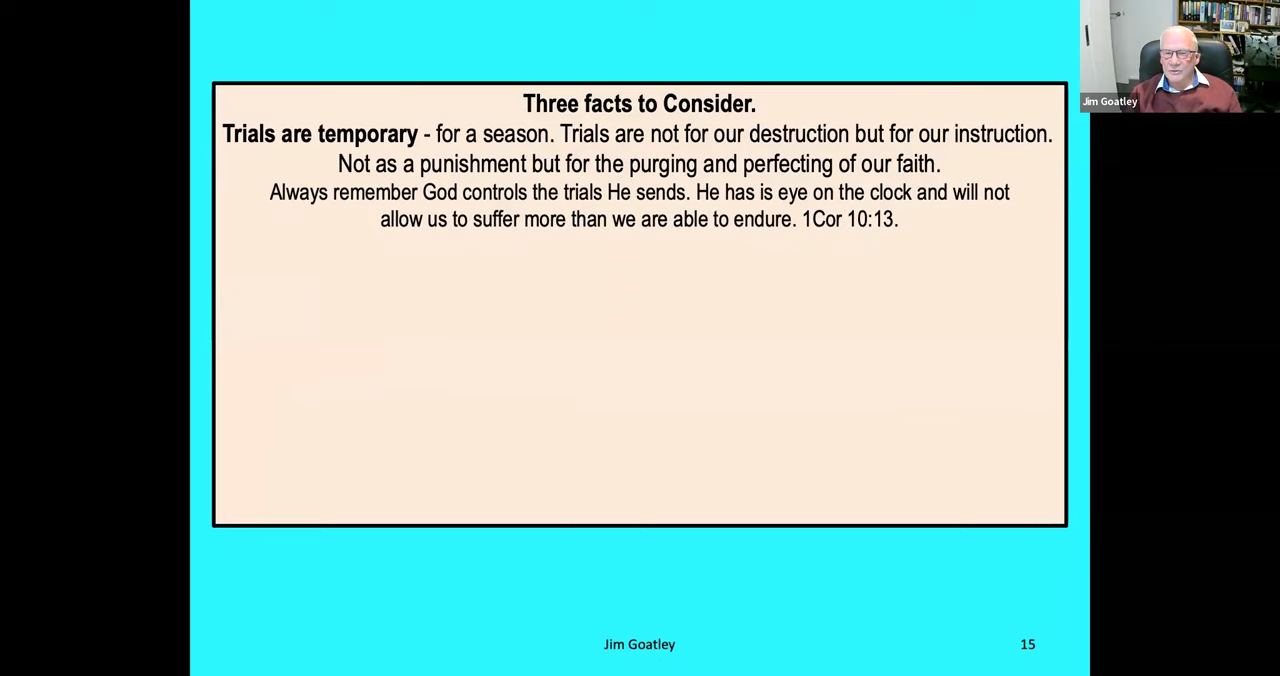 Three facts to Consider.
Trials are temporary - for a season. Trials are not for our destruction but for our instruction.
Not as a punishment but for the purging and perfecting of our faith.
Always remember God controls the trials He sends. He has is eye on the clock and will not
allow us to suffer more than we are able to endure. 1Cor 10:13.
Jim Goatley
15
Jim Goatley